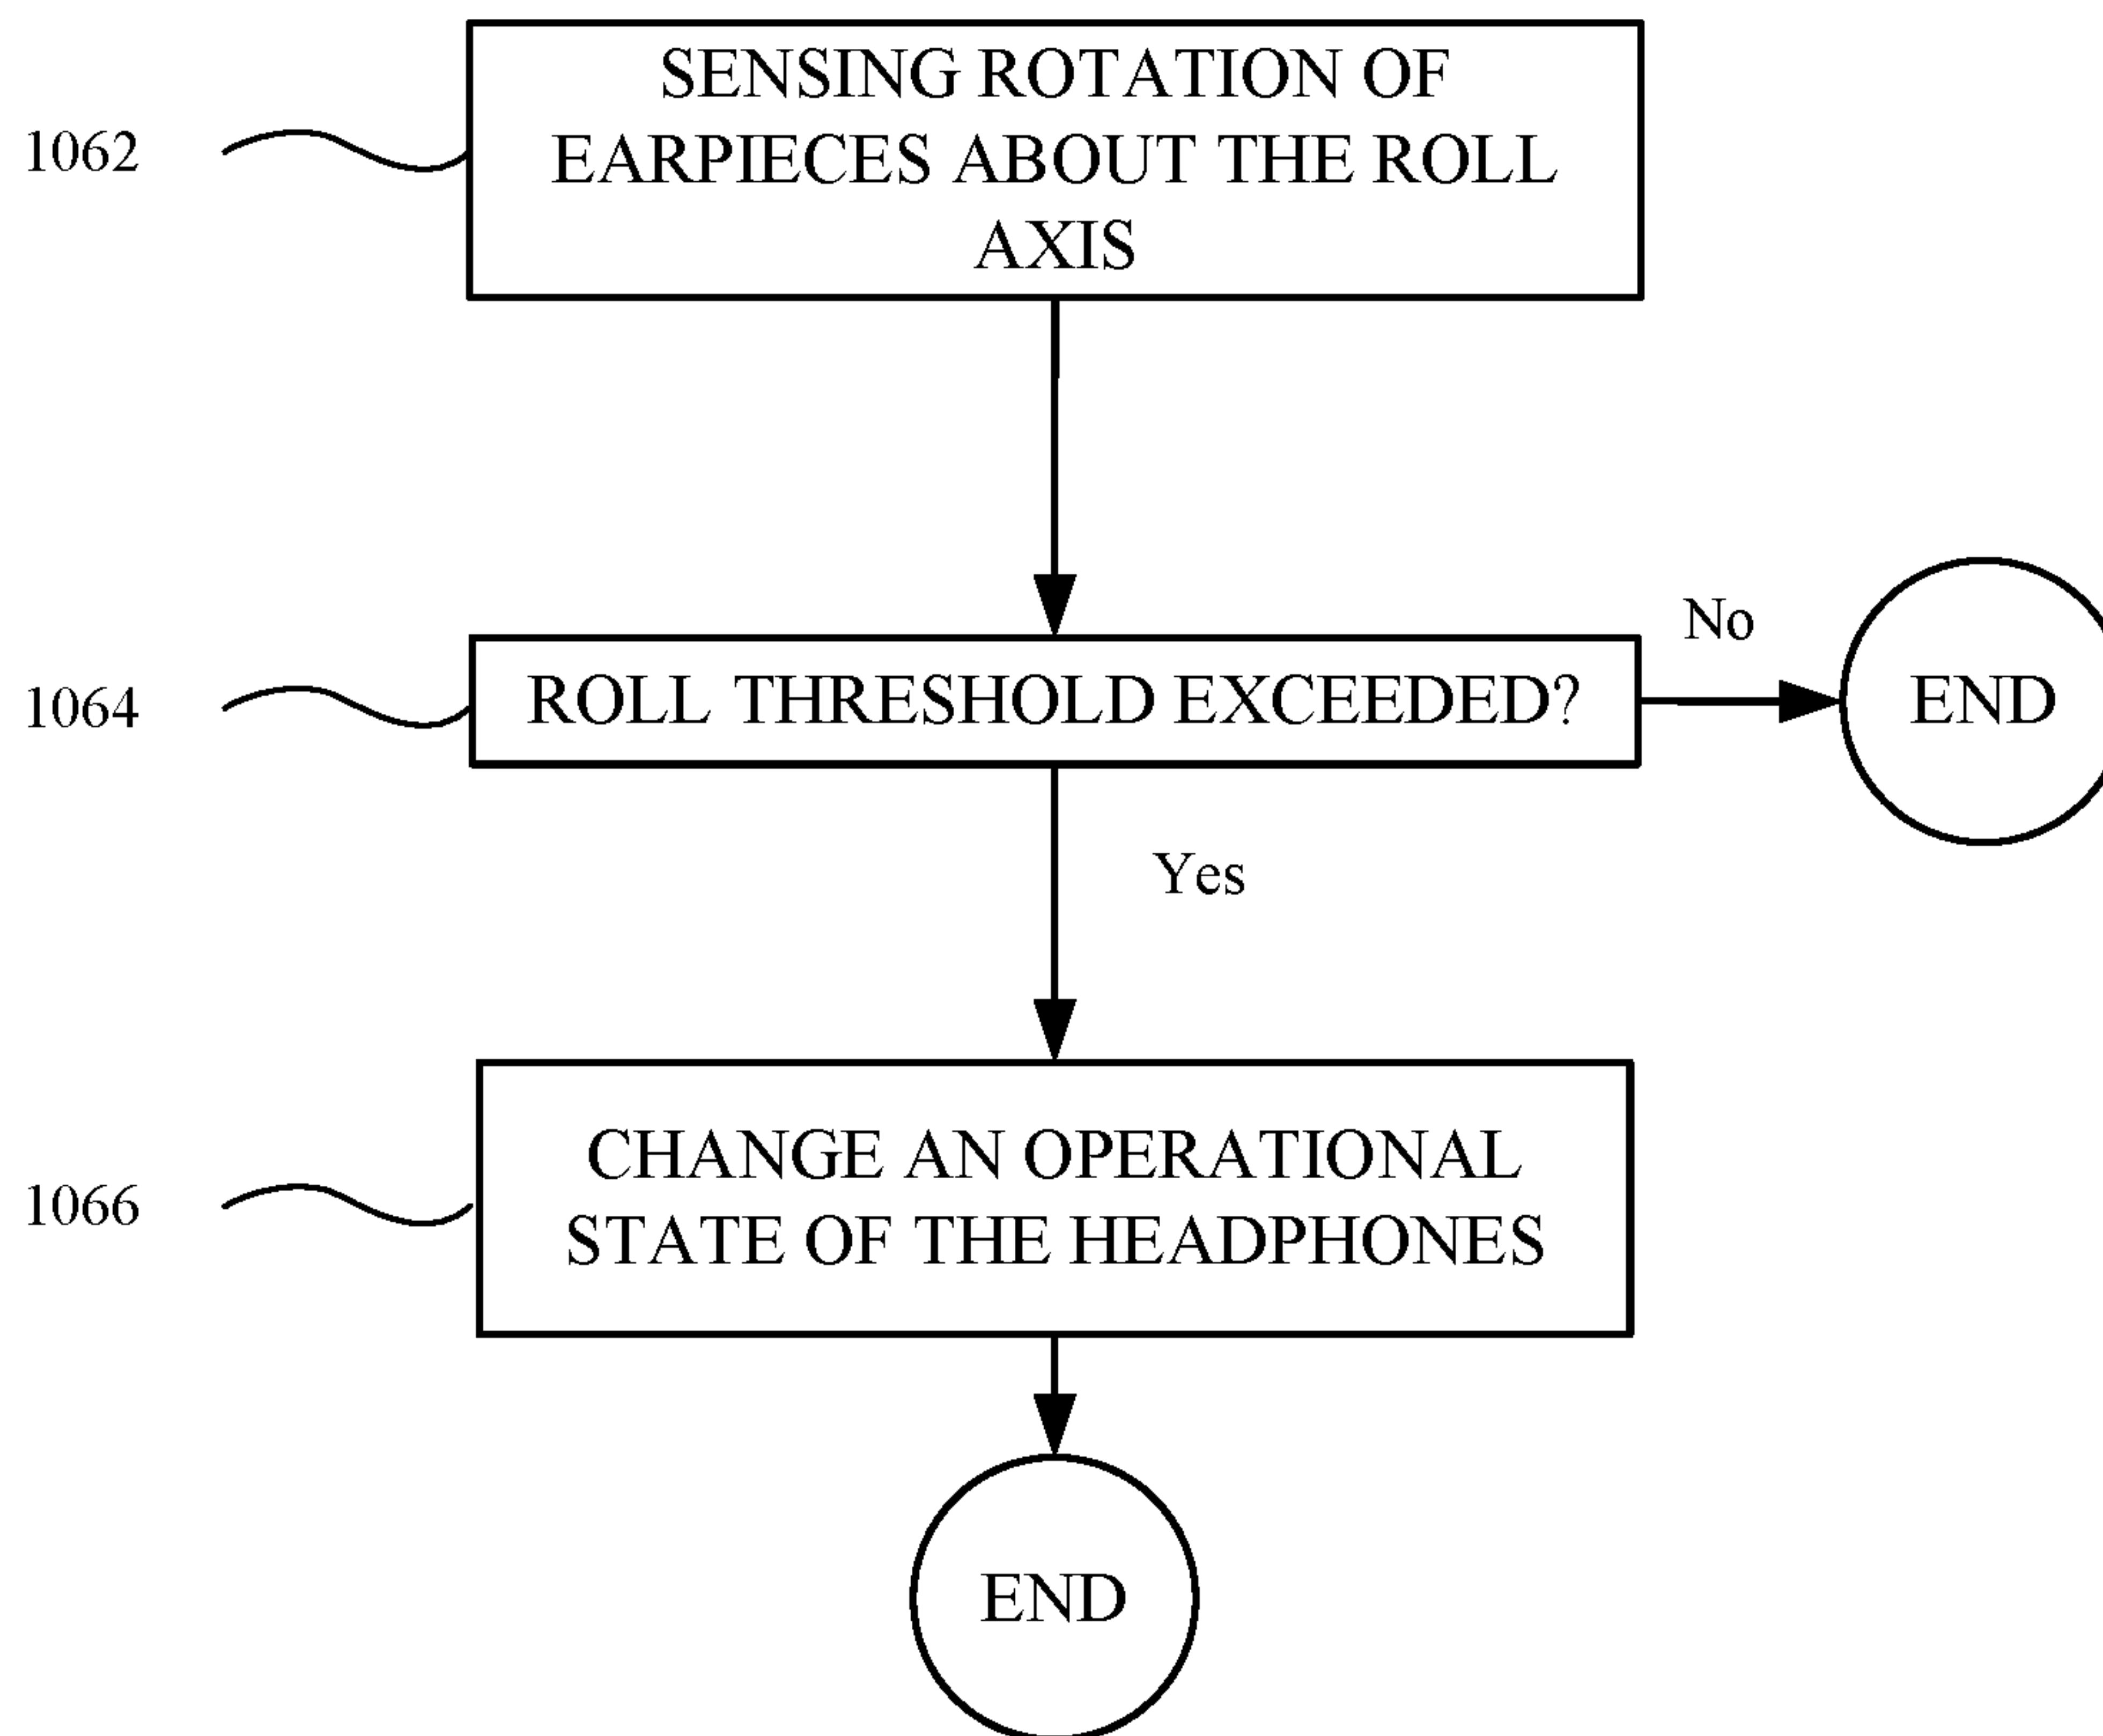 1062
SENSING ROTATION OF
EARPIECES ABOUT THE ROLL
AXIS
1064
ROLL THRESHOLD EXCEEDED?
No
END
Yes
1066
CHANGE AN OPERATIONAL
STATE OF THE HEADPHONES
END